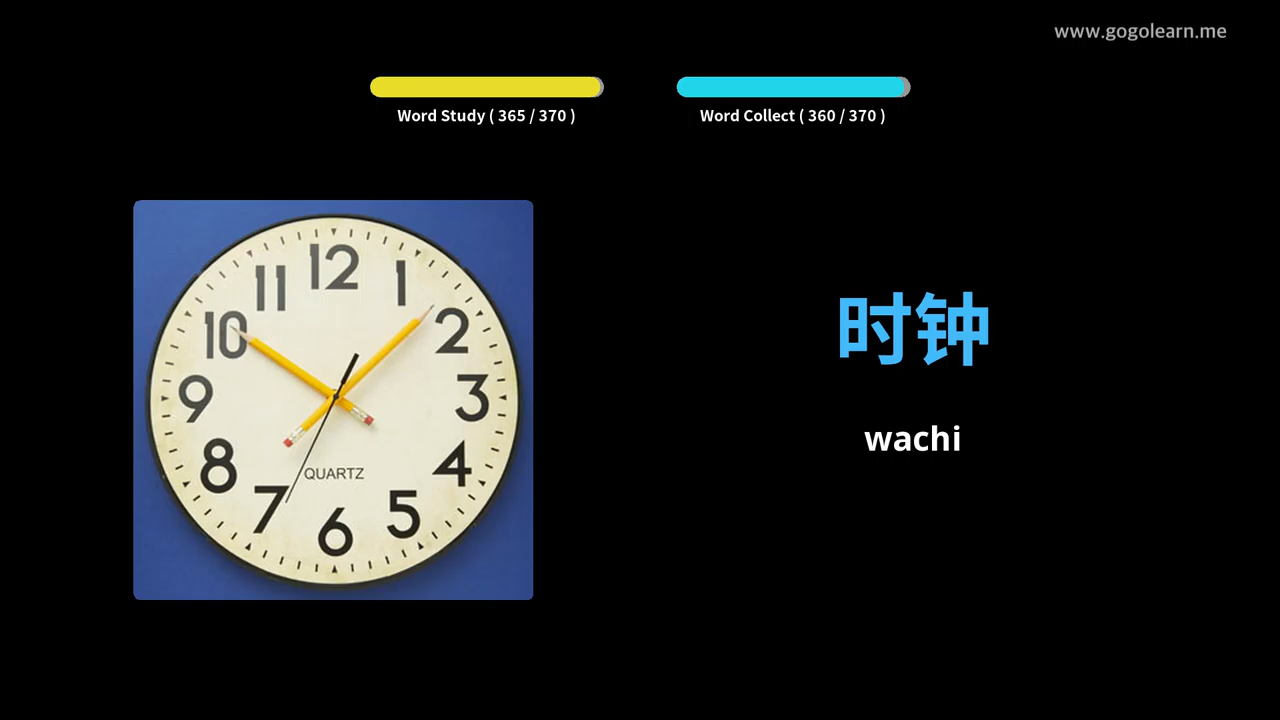 www.gogolearn.me
Word Study ( 365 / 370 )
Word Collect ( 360 / 370 )
12
11
1
10
2
9
3
8
4
QUARTZ
7
5
6
时钟
wachi